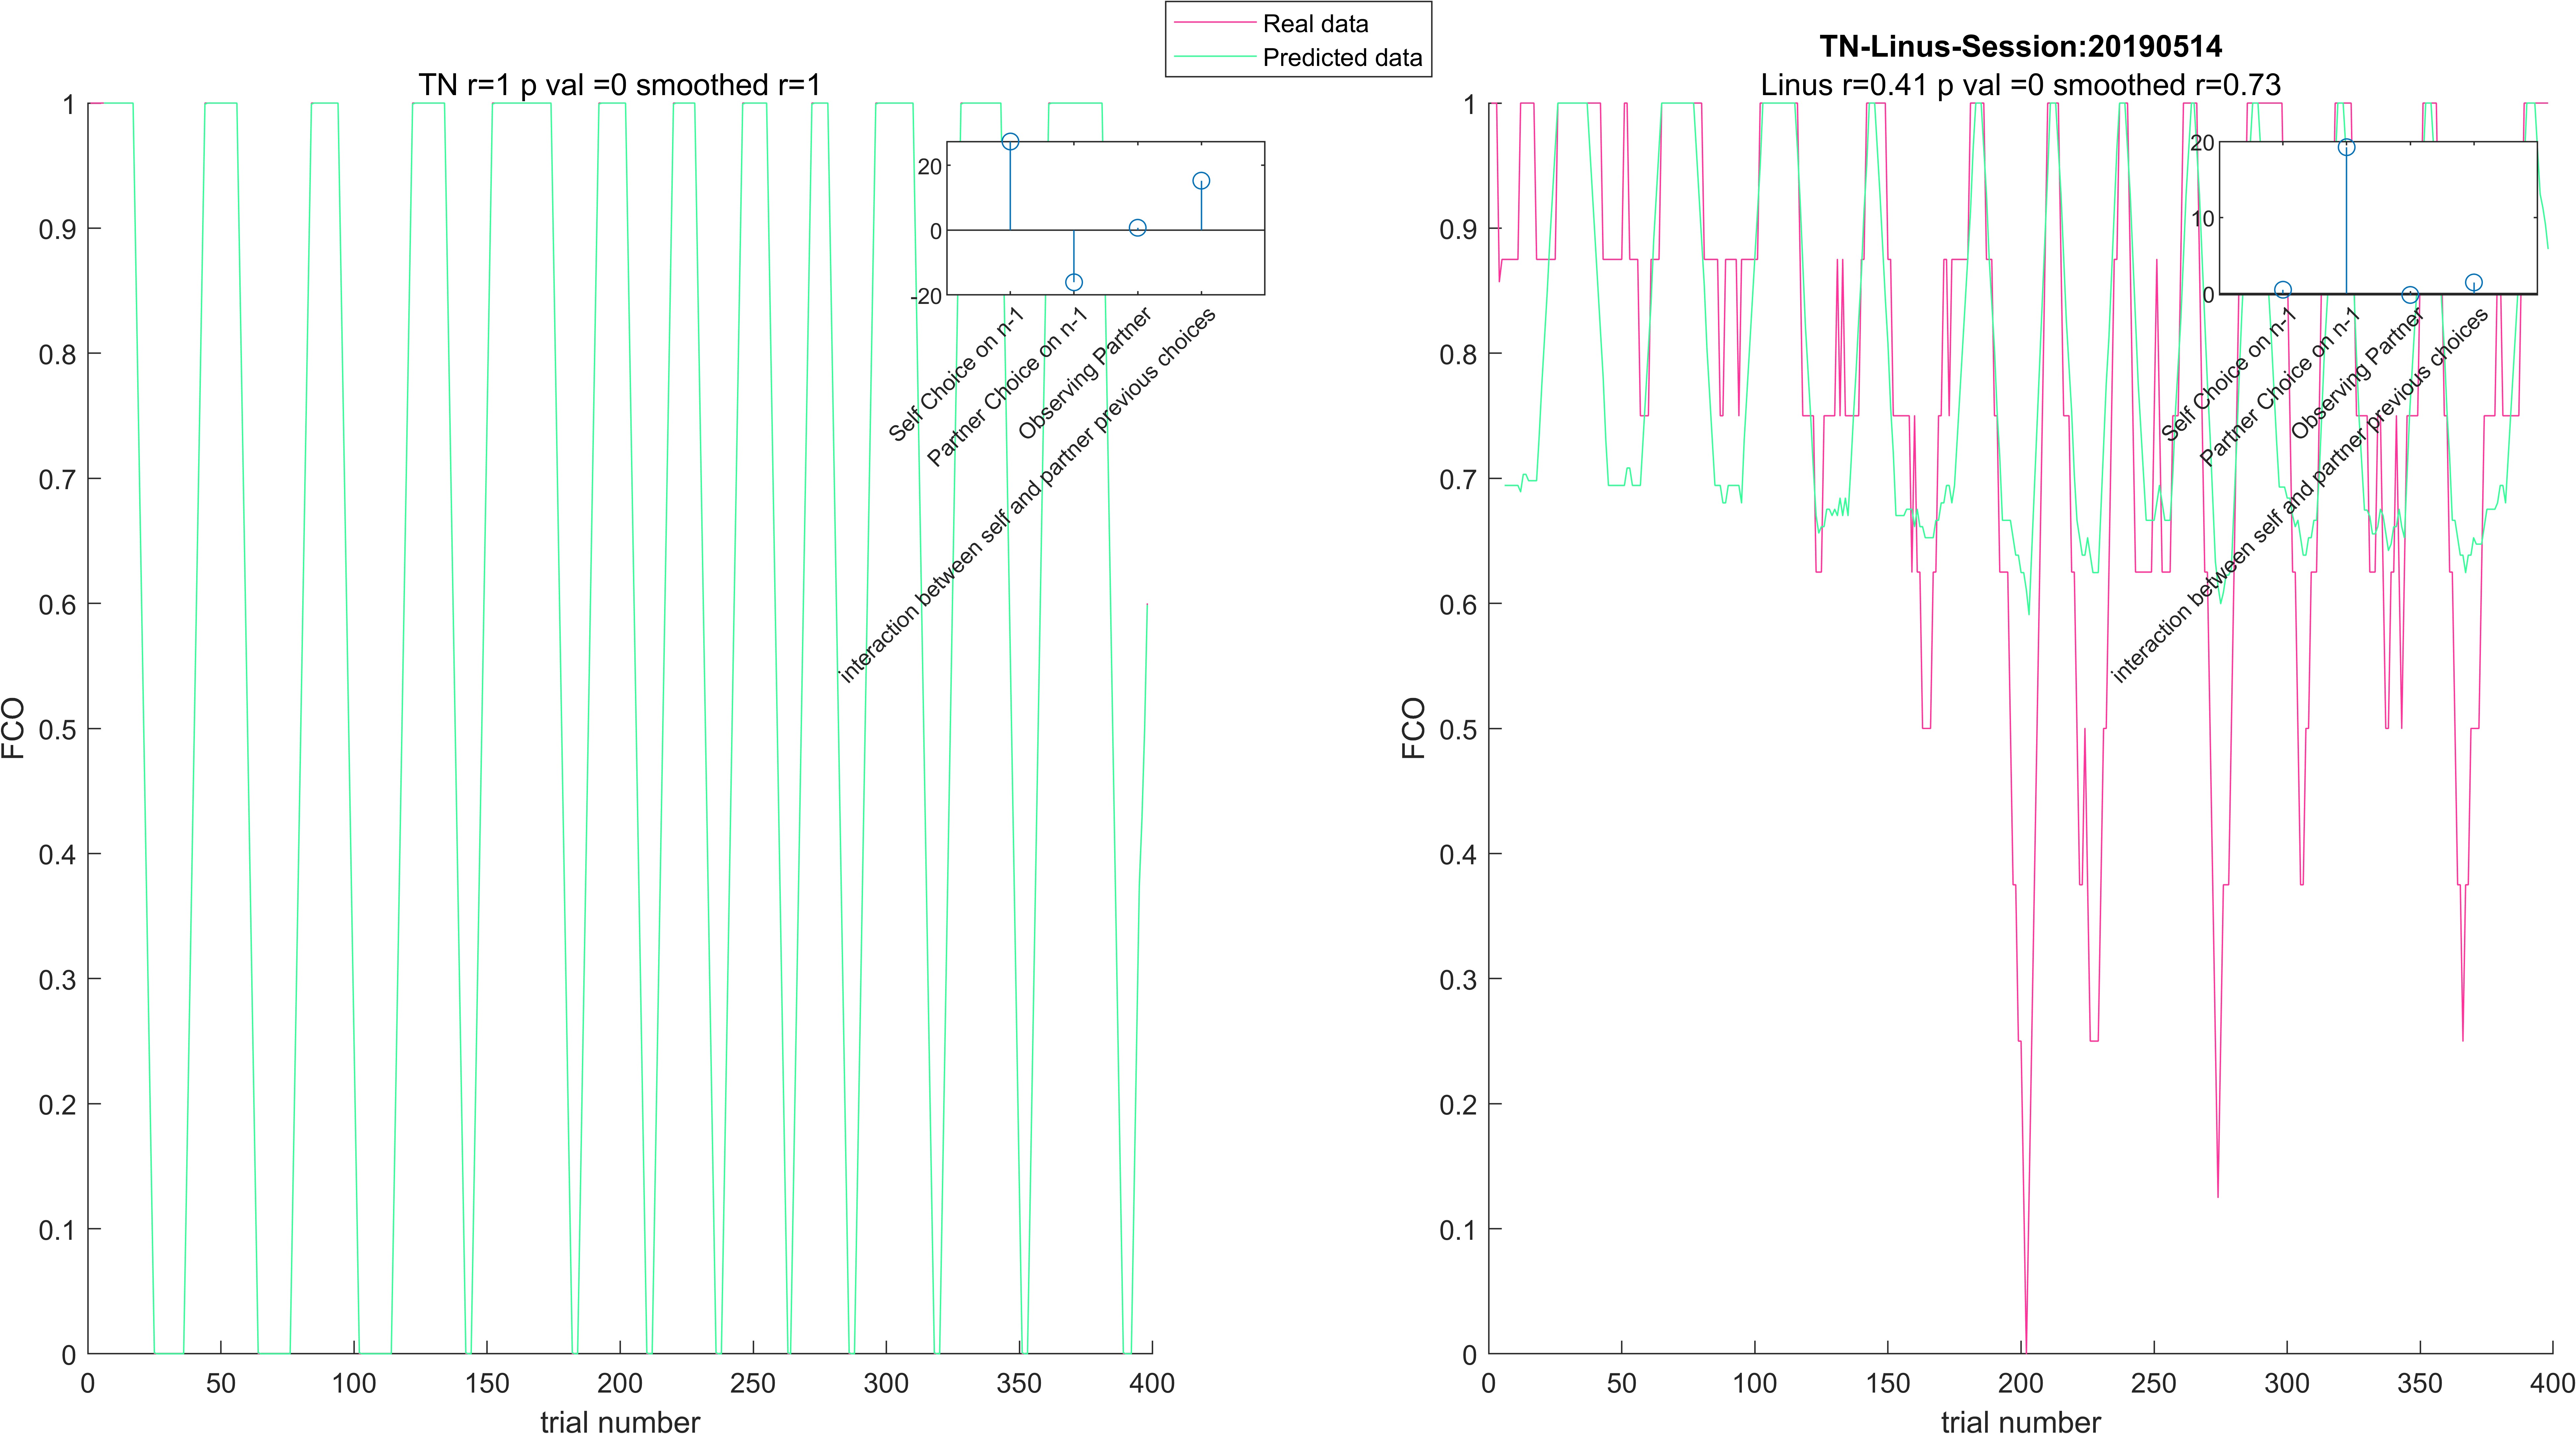 Real data
Predicted data
TN r=1 p val =0 smoothed r=1
1
0.9
0.8
0.7
0.6
0.5
0.4
0.3
0.2
0.1
0
FCO
0
50
100
150
200
250
300
350
400
trial number
20
0
-20
Self Choice on n-1
Partner Choice on n-1
Observing Partner
interaction between self and partner previous choices
TN-Linus-Session:20190514
Linus r=0.41 p val =0 smoothed r=0.73
1
0.9
0.8
0.7
0.6
0.5
0.4
0.3
0.2
0.1
0
FCO
0
50
100
150
200
250
300
350
400
trial number
20
10
0
Self Choice on n-1
Partner Choice on n-1
Observing Partner
interaction between self and partner previous choices